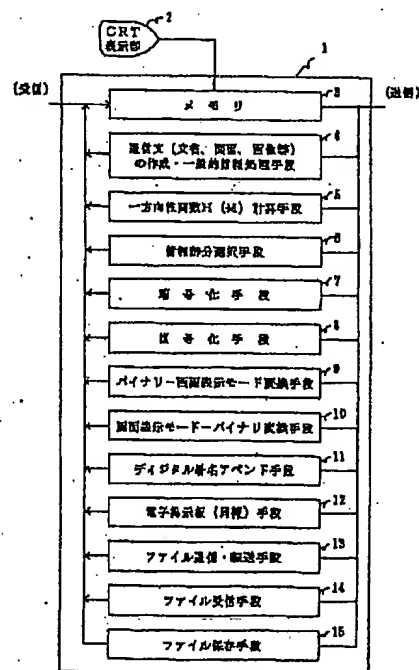 CRT
表示部
2
1
(受信)
メモリ
3
(送信)
通信文(文書、図面、画像等)
の作成・一般的情報処理手段
4
一方向性関数H(M)計算手段
5
情報部分選択手段
6
暗号化手段
7
復号化手段
8
バイナリー画面表示モード変換手段
9
画面表示モードーバイナリ変換手段
10
ディジタル署名アペンド手段
11
電子掲示板(目標)手段
12
ファイル送信・転送手段
13
ファイル受信手段
14
ファイル保存手段
15